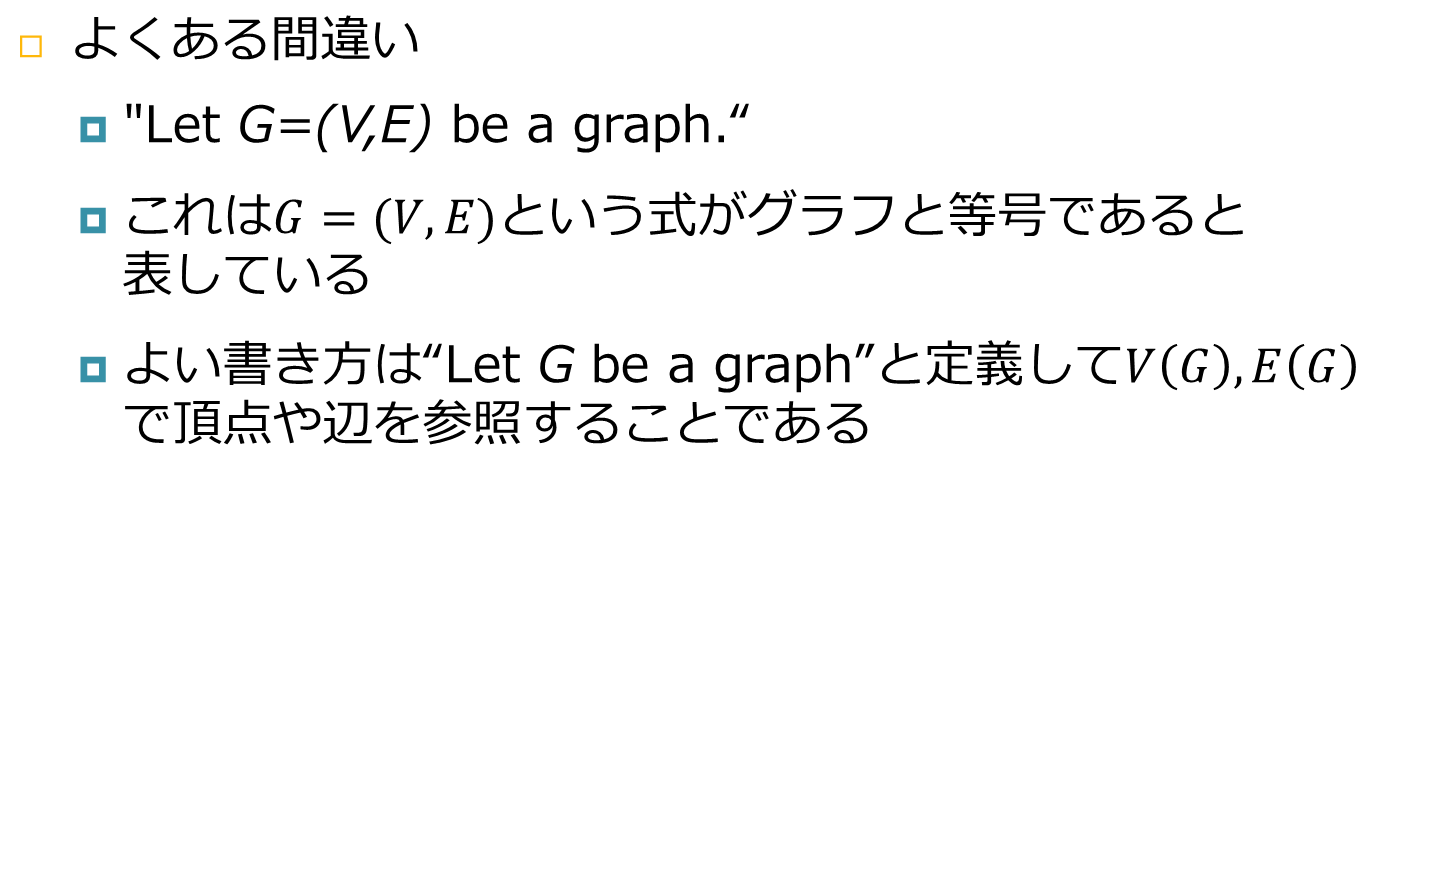 よくある間違い
"Let G=(V,E) be a graph.“
これはG = (V, E)という式がグラフと等号であると
表している
よい書き方は“Let G be a graph”と定義してV(G), E(G)
で頂点や辺を参照することである